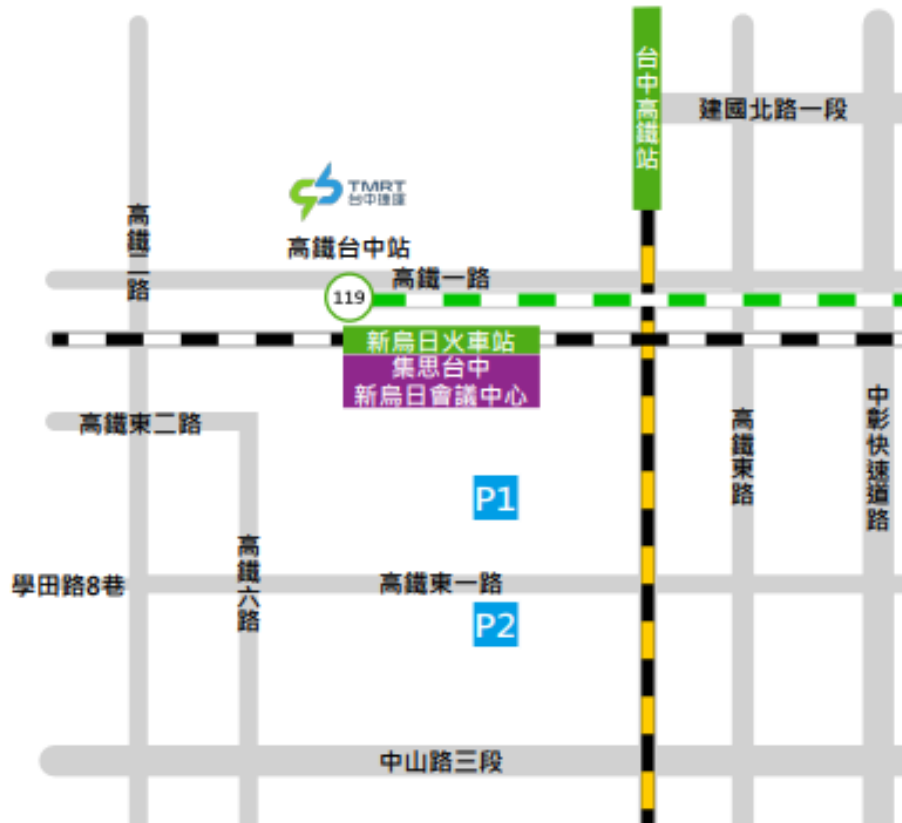 台中高鐵站
建國北路一段
TMRT
台中捷運
高鐵二路
高鐵台中站
高鐵一路
119
新烏日火車站
集思台中
新烏日會議中心
高鐵東二路
高鐵東路
中彰快速道路
P1
高鐵六路
學田路8巷
高鐵東一路
P2
中山路三段